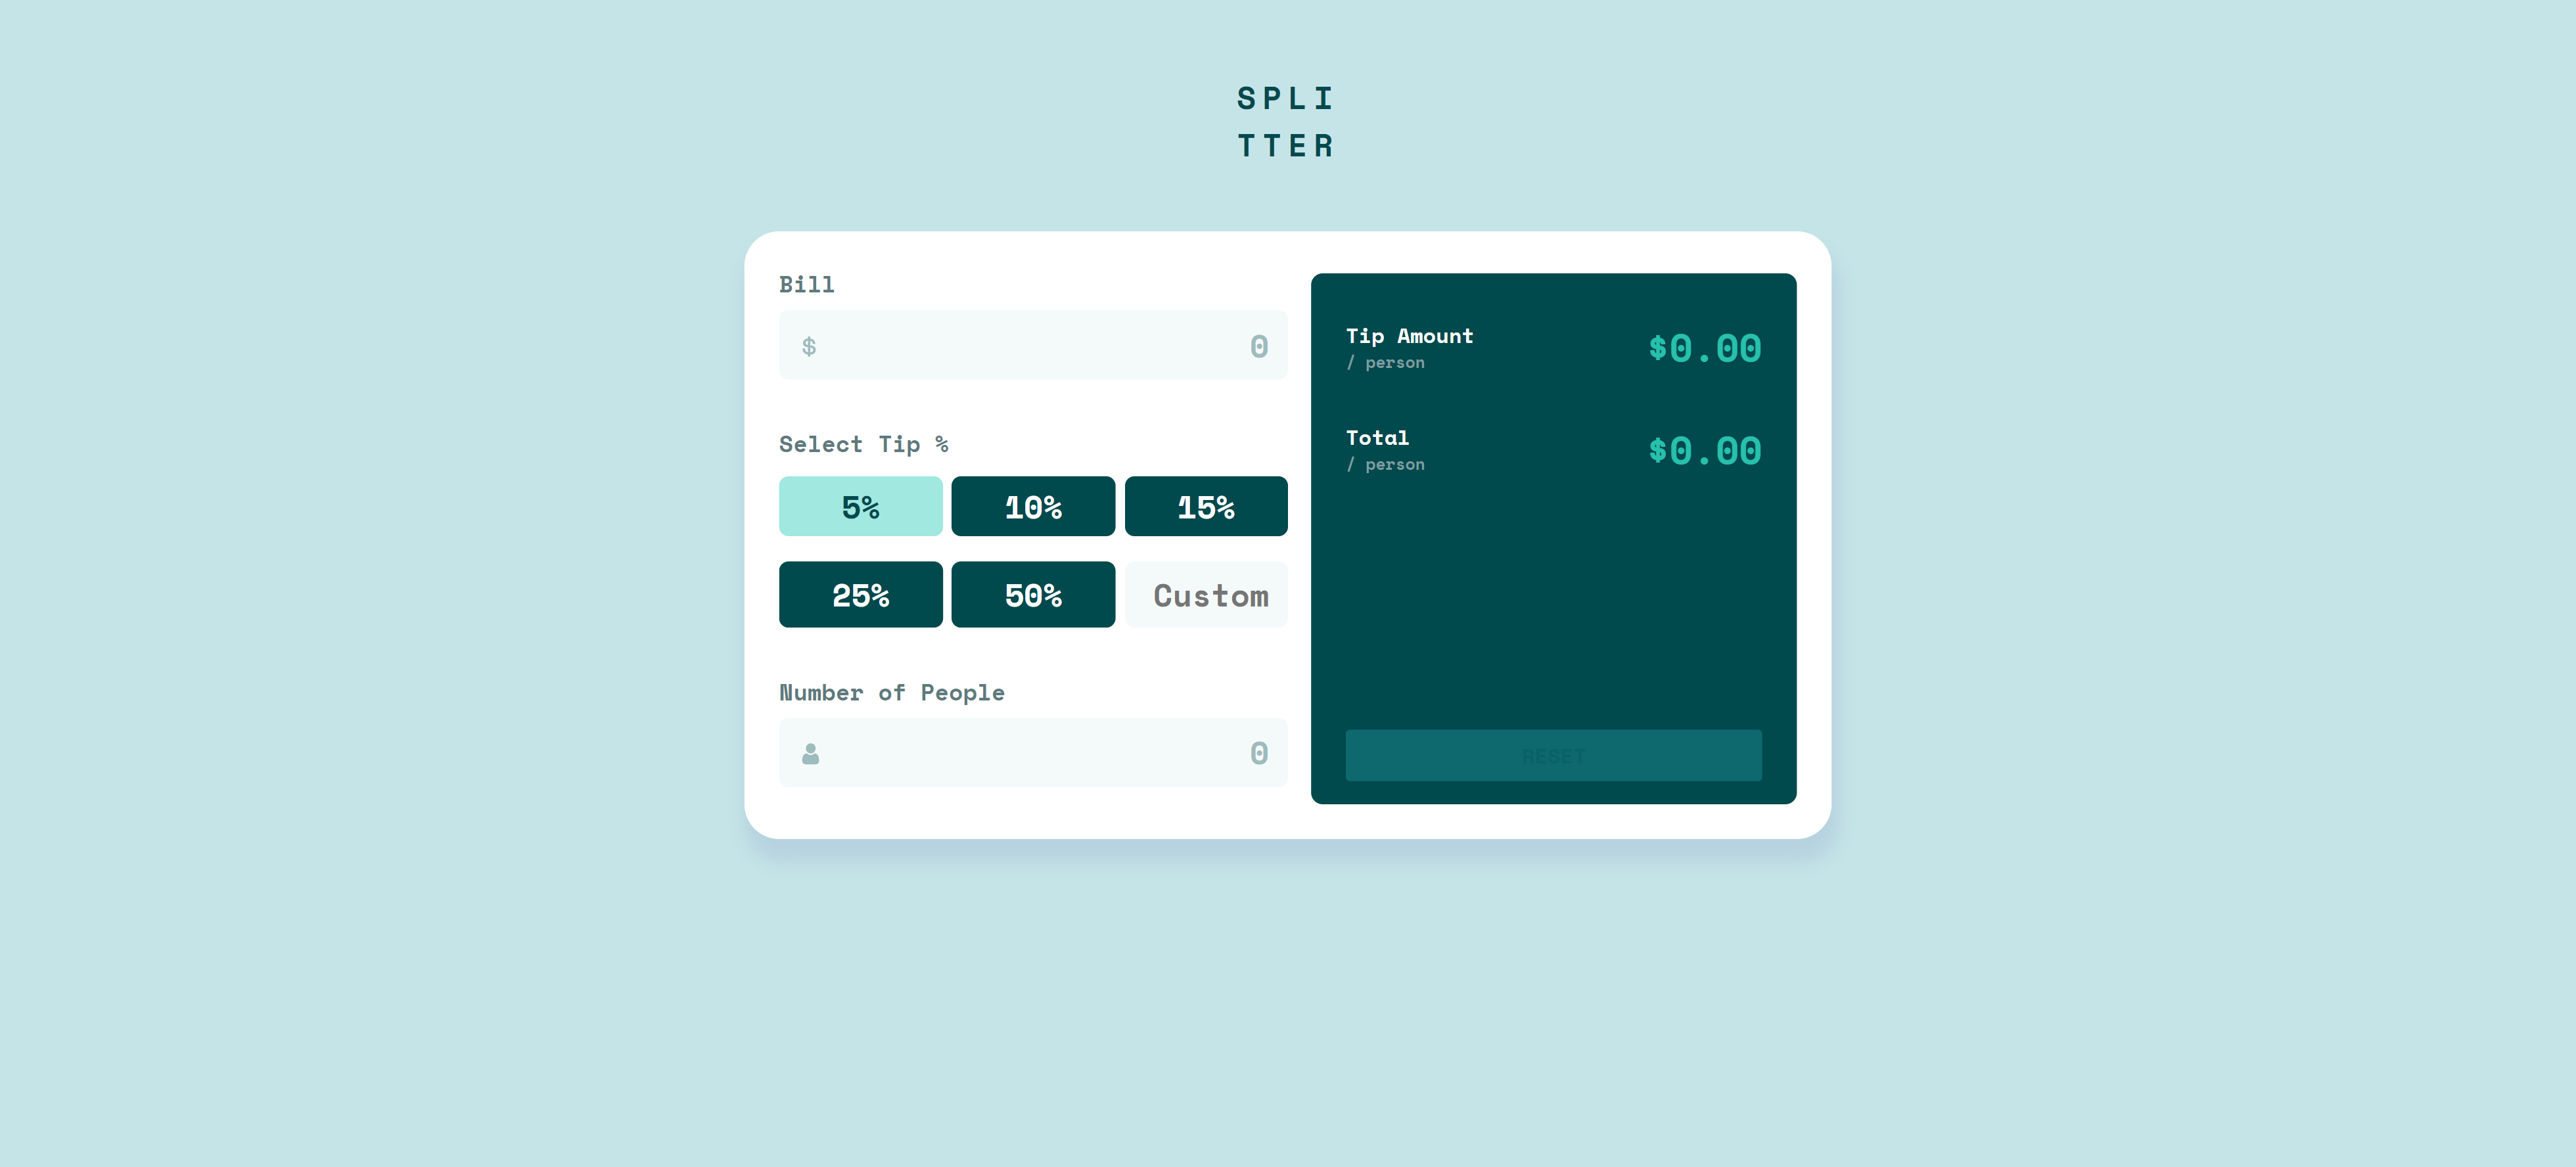 SPLI
TTER
Bill
$ 0
Select Tip %
5% 10% 15%
25% 50% Custom
Number of People
0
Tip Amount
/ person
$0.00
Total
/ person
$0.00
RESET